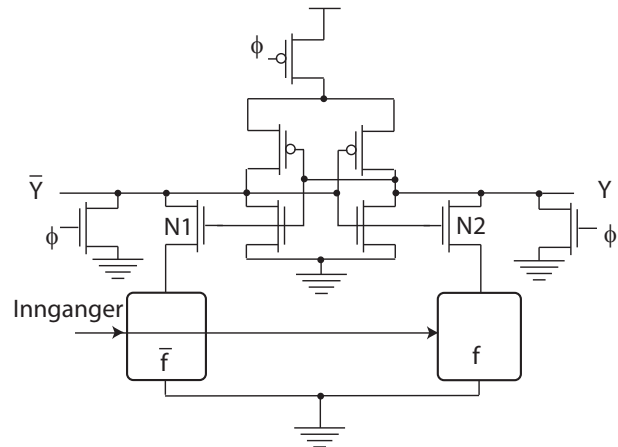 ϕ
Y̅ Y
N1 N2
ϕ ϕ
Innganger
f̅ f